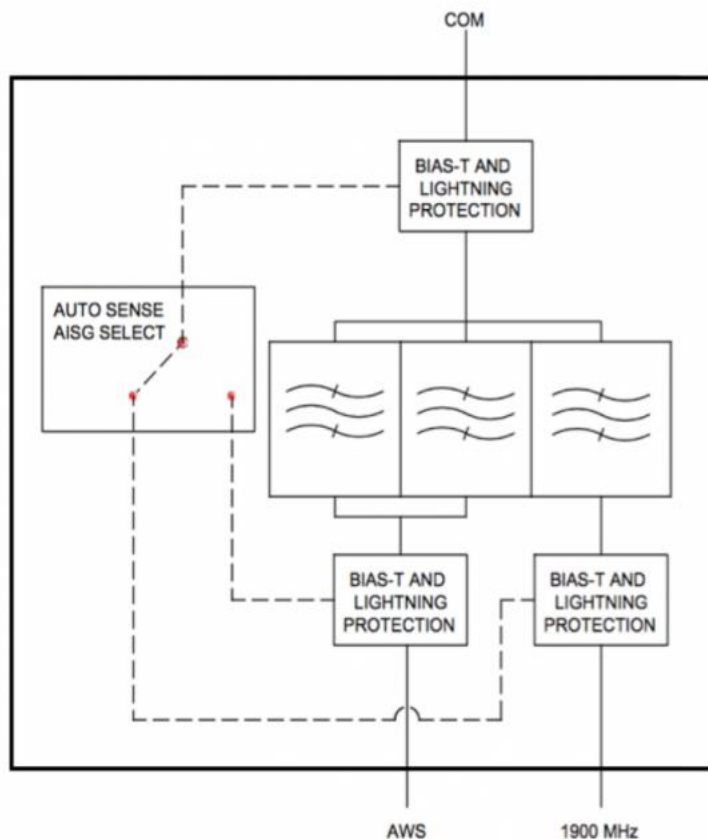 COM
BIAS-T AND
LIGHTNING
PROTECTION
AUTO SENSE
AISG SELECT
BIAS-T AND
LIGHTNING
PROTECTION
BIAS-T AND
LIGHTNING
PROTECTION
AWS
1900 MHz